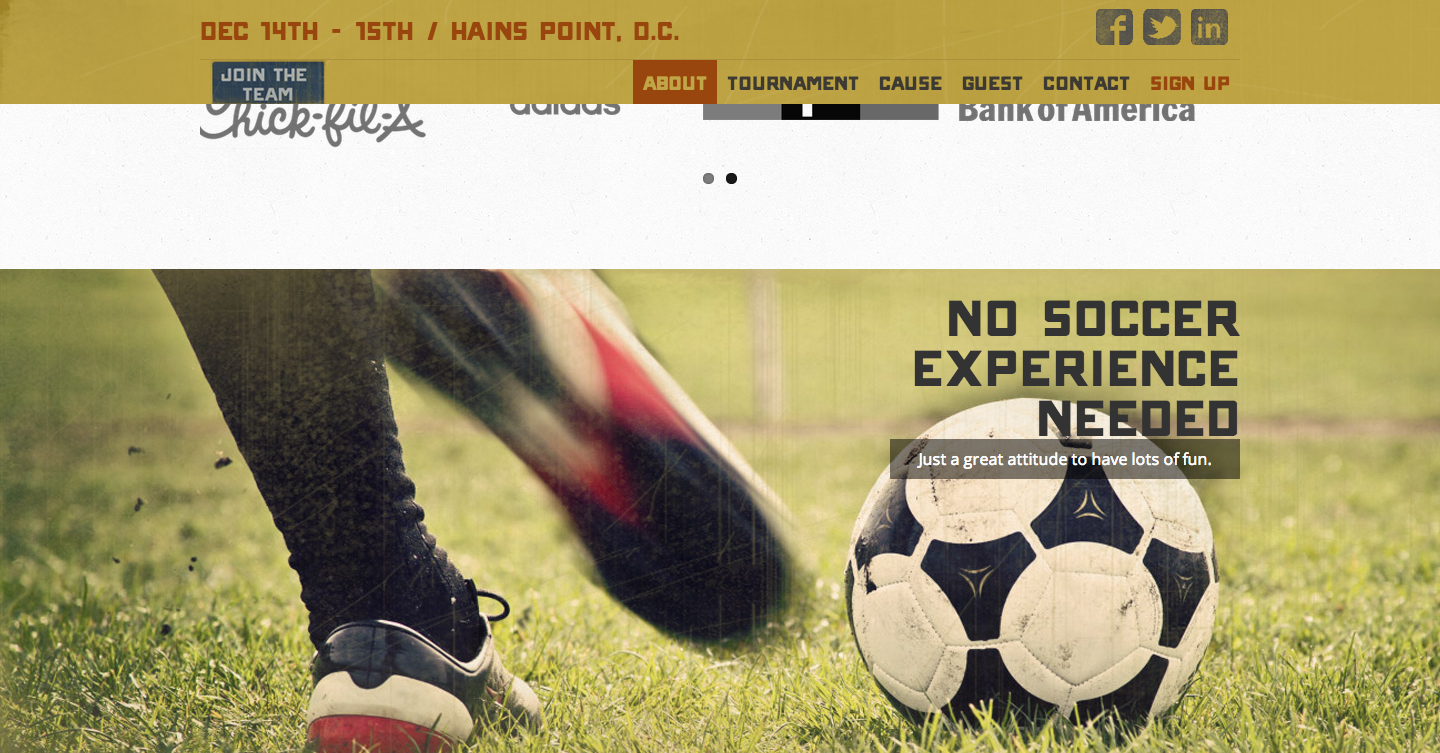 DEC 14TH - 15TH / HAINS POINT, D.C.
JOIN THE
TEAM
ABOUT TOURNAMENT CAUSE GUEST CONTACT SIGN UP
Chick-fil-A adidas Bank of America
NO SOCCER
EXPERIENCE
NEEDED
Just a great attitude to have lots of fun.